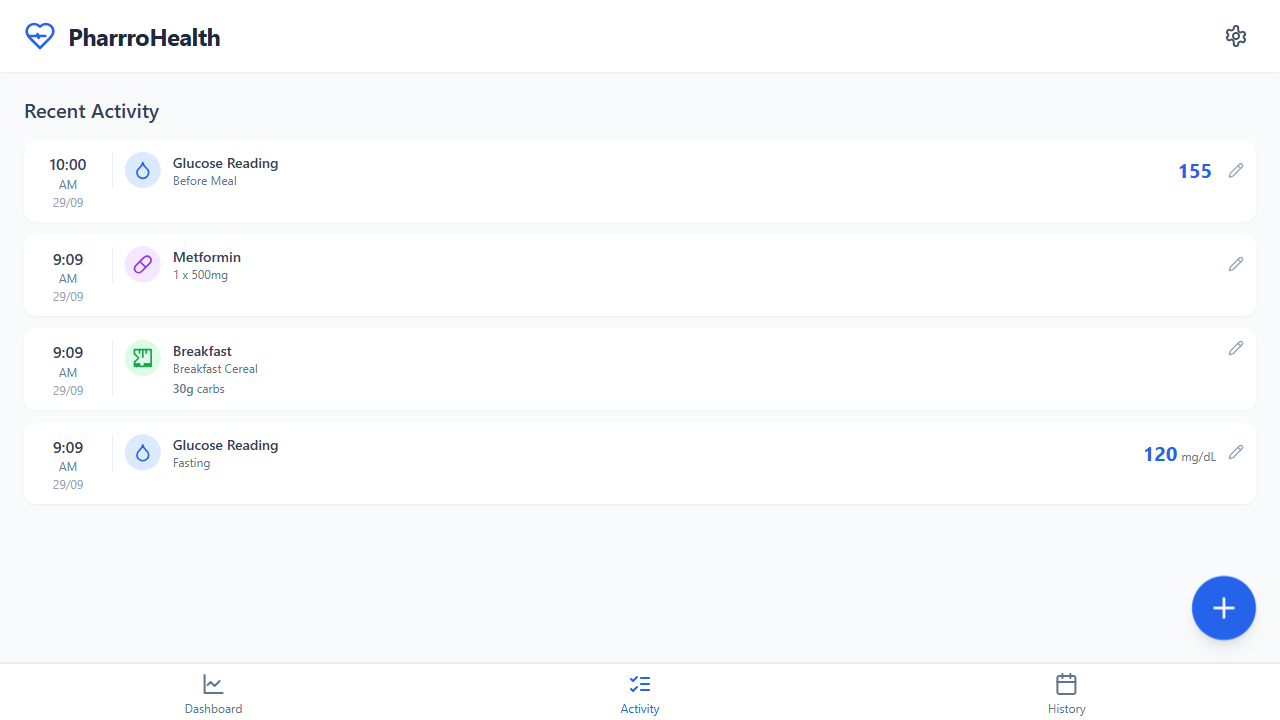 PharrroHealth
Recent Activity
10:00
AM
29/09
Glucose Reading
Before Meal
155
9:09
AM
29/09
Metformin
1 x 500mg
9:09
AM
29/09
Breakfast
Breakfast Cereal
30g carbs
9:09
AM
29/09
Glucose Reading
Fasting
120 mg/dL
Dashboard
Activity
History